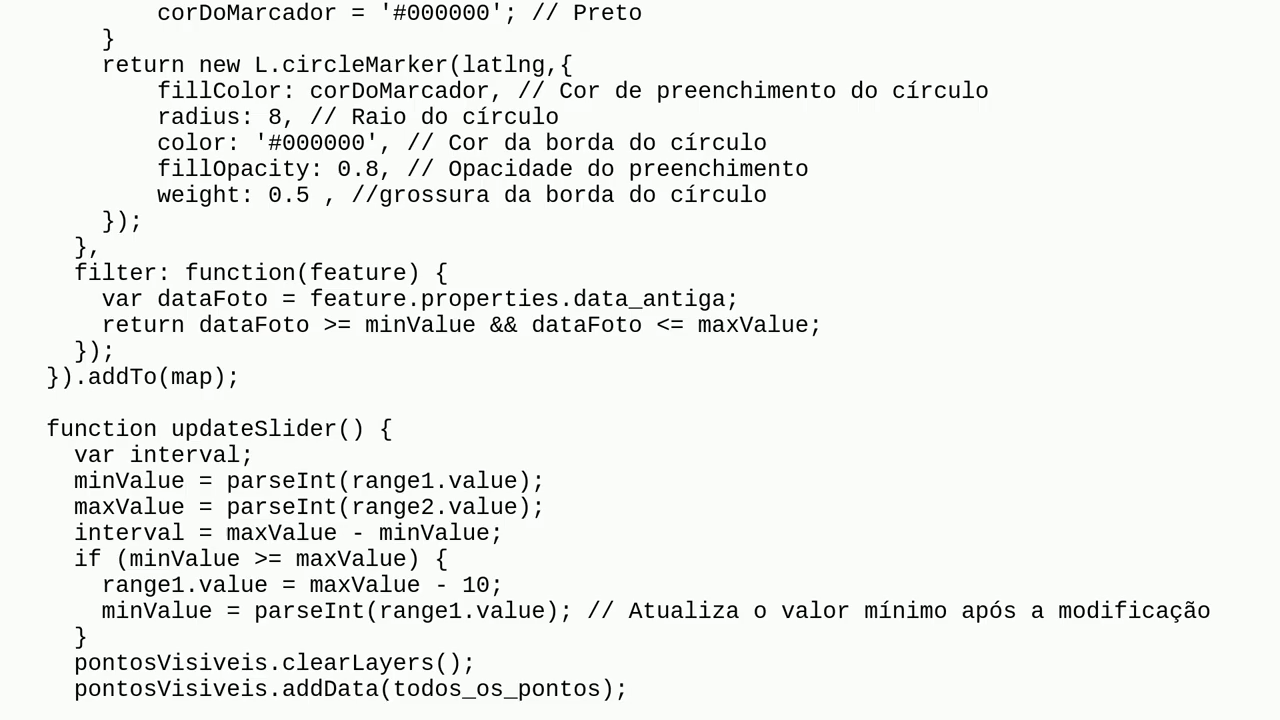 corDoMarcador = '#000000'; // Preto
}
return new L.circleMarker(latlng,{
fillColor: corDoMarcador, // Cor de preenchimento do círculo
radius: 8, // Raio do círculo
color: '#000000', // Cor da borda do círculo
fillOpacity: 0.8, // Opacidade do preenchimento
weight: 0.5 , //grossura da borda do círculo
});
},
filter: function(feature) {
var dataFoto = feature.properties.data_antiga;
return dataFoto >= minValue && dataFoto <= maxValue;
});
}).addTo(map);
function updateSlider() {
var interval;
minValue = parseInt(range1.value);
maxValue = parseInt(range2.value);
interval = maxValue - minValue;
if (minValue >= maxValue) {
range1.value = maxValue - 10;
minValue = parseInt(range1.value); // Atualiza o valor mínimo após a modificação
}
pontosVisiveis.clearLayers();
pontosVisiveis.addData(todos_os_pontos);